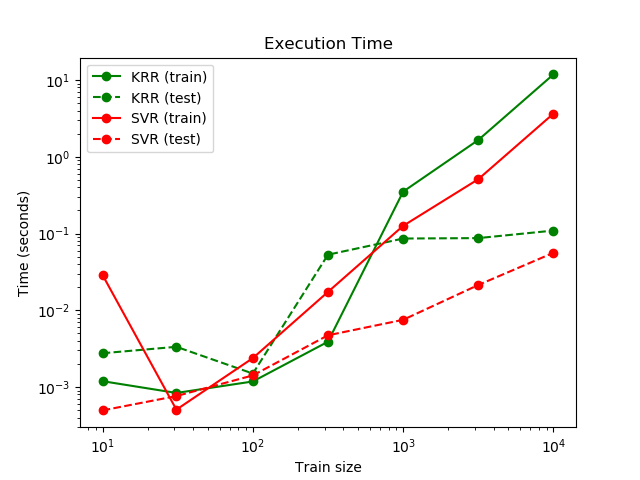 Execution Time
KRR (train)
KRR (test)
SVR (train)
SVR (test)
Time (seconds)
10¹
10⁰
10⁻¹
10⁻²
10⁻³
10¹
10²
10³
10⁴
Train size